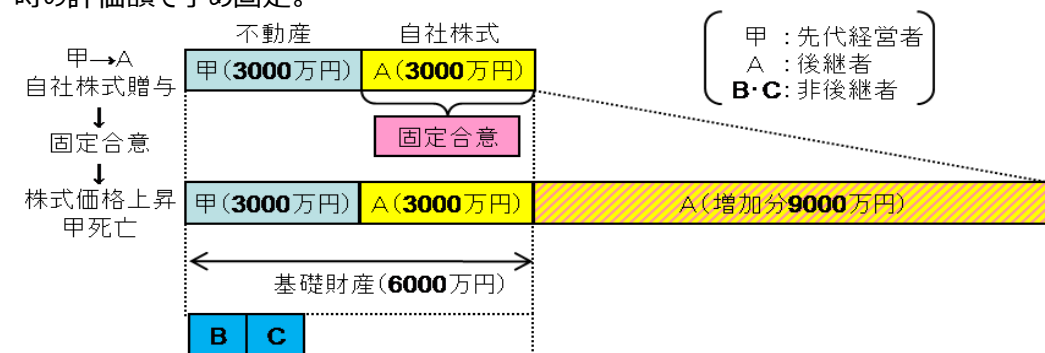 時の評価額で予め固定。
不動産 自社株式
甲→A
自社株式贈与
↓
固定合意
↓
株式価格上昇
甲死亡
甲(3000万円) A(3000万円)
固定合意
甲 :先代経営者
A :後継者
B・C:非後継者
甲(3000万円) A(3000万円) A(増加分9000万円)
基礎財産(6000万円)
B C